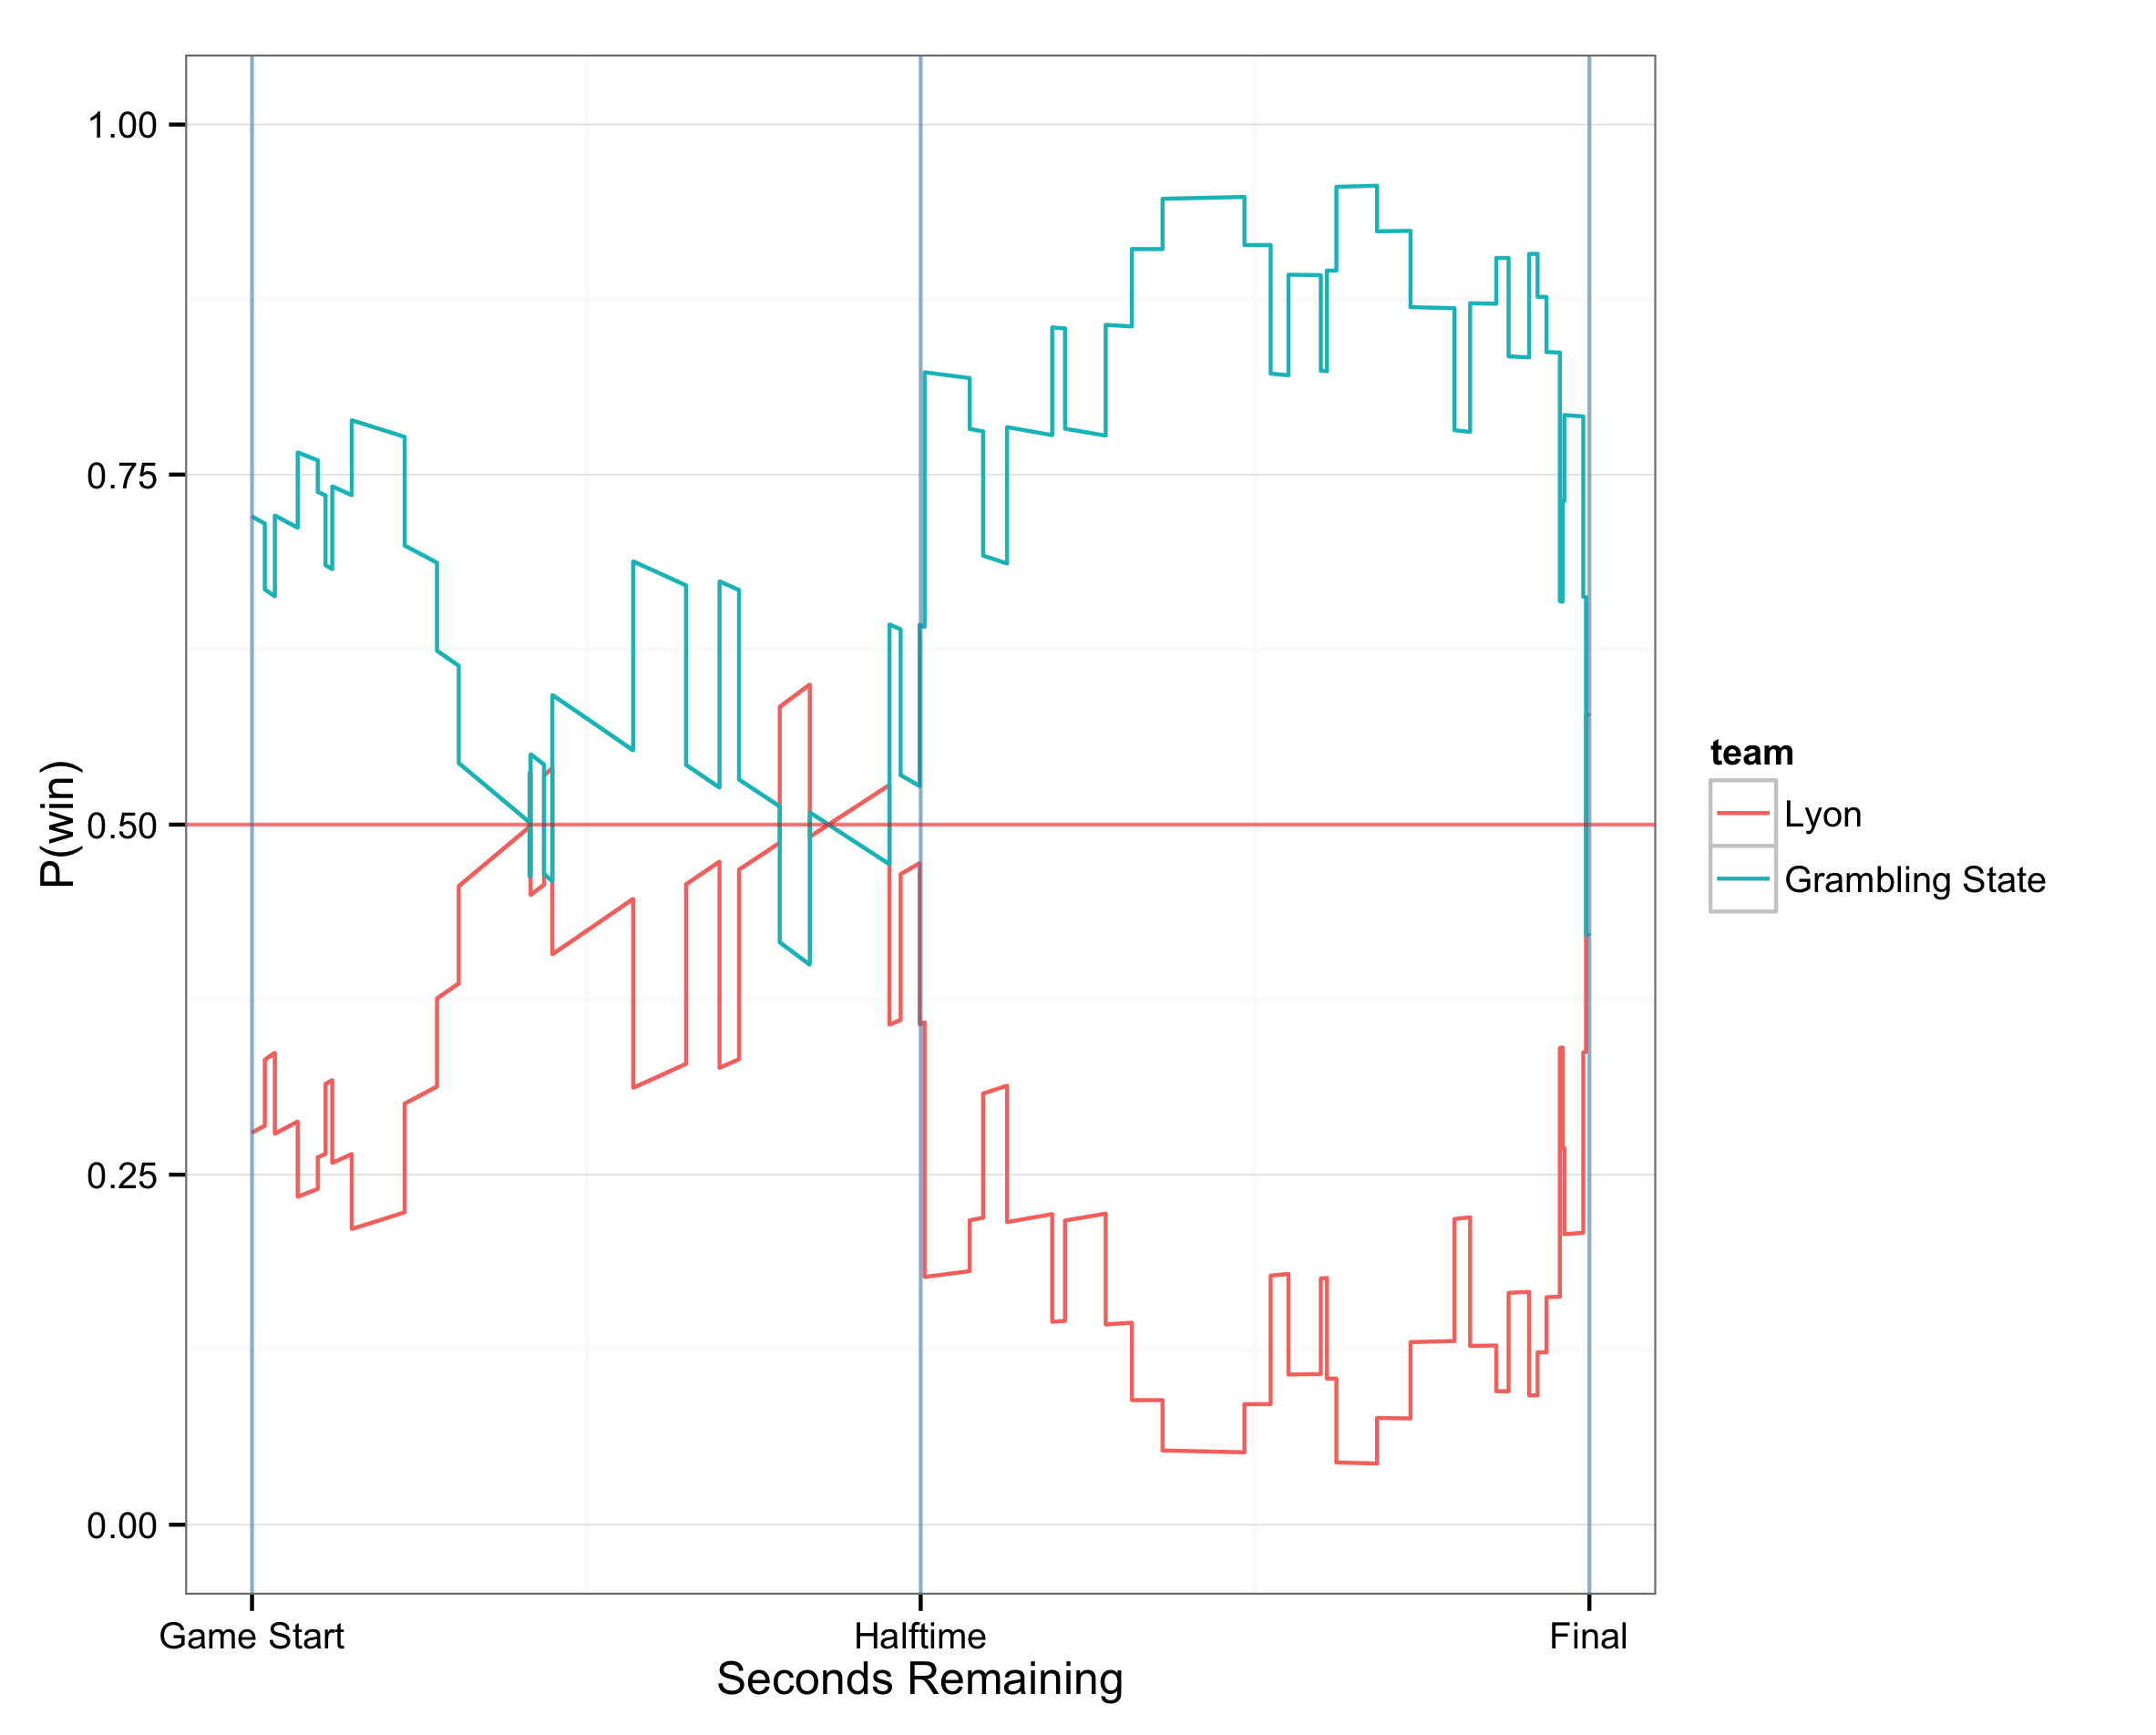 1.00
0.75
0.50
0.25
0.00
P(win)
Game Start
Halftime
Final
Seconds Remaining
team
Lyon
Grambling State